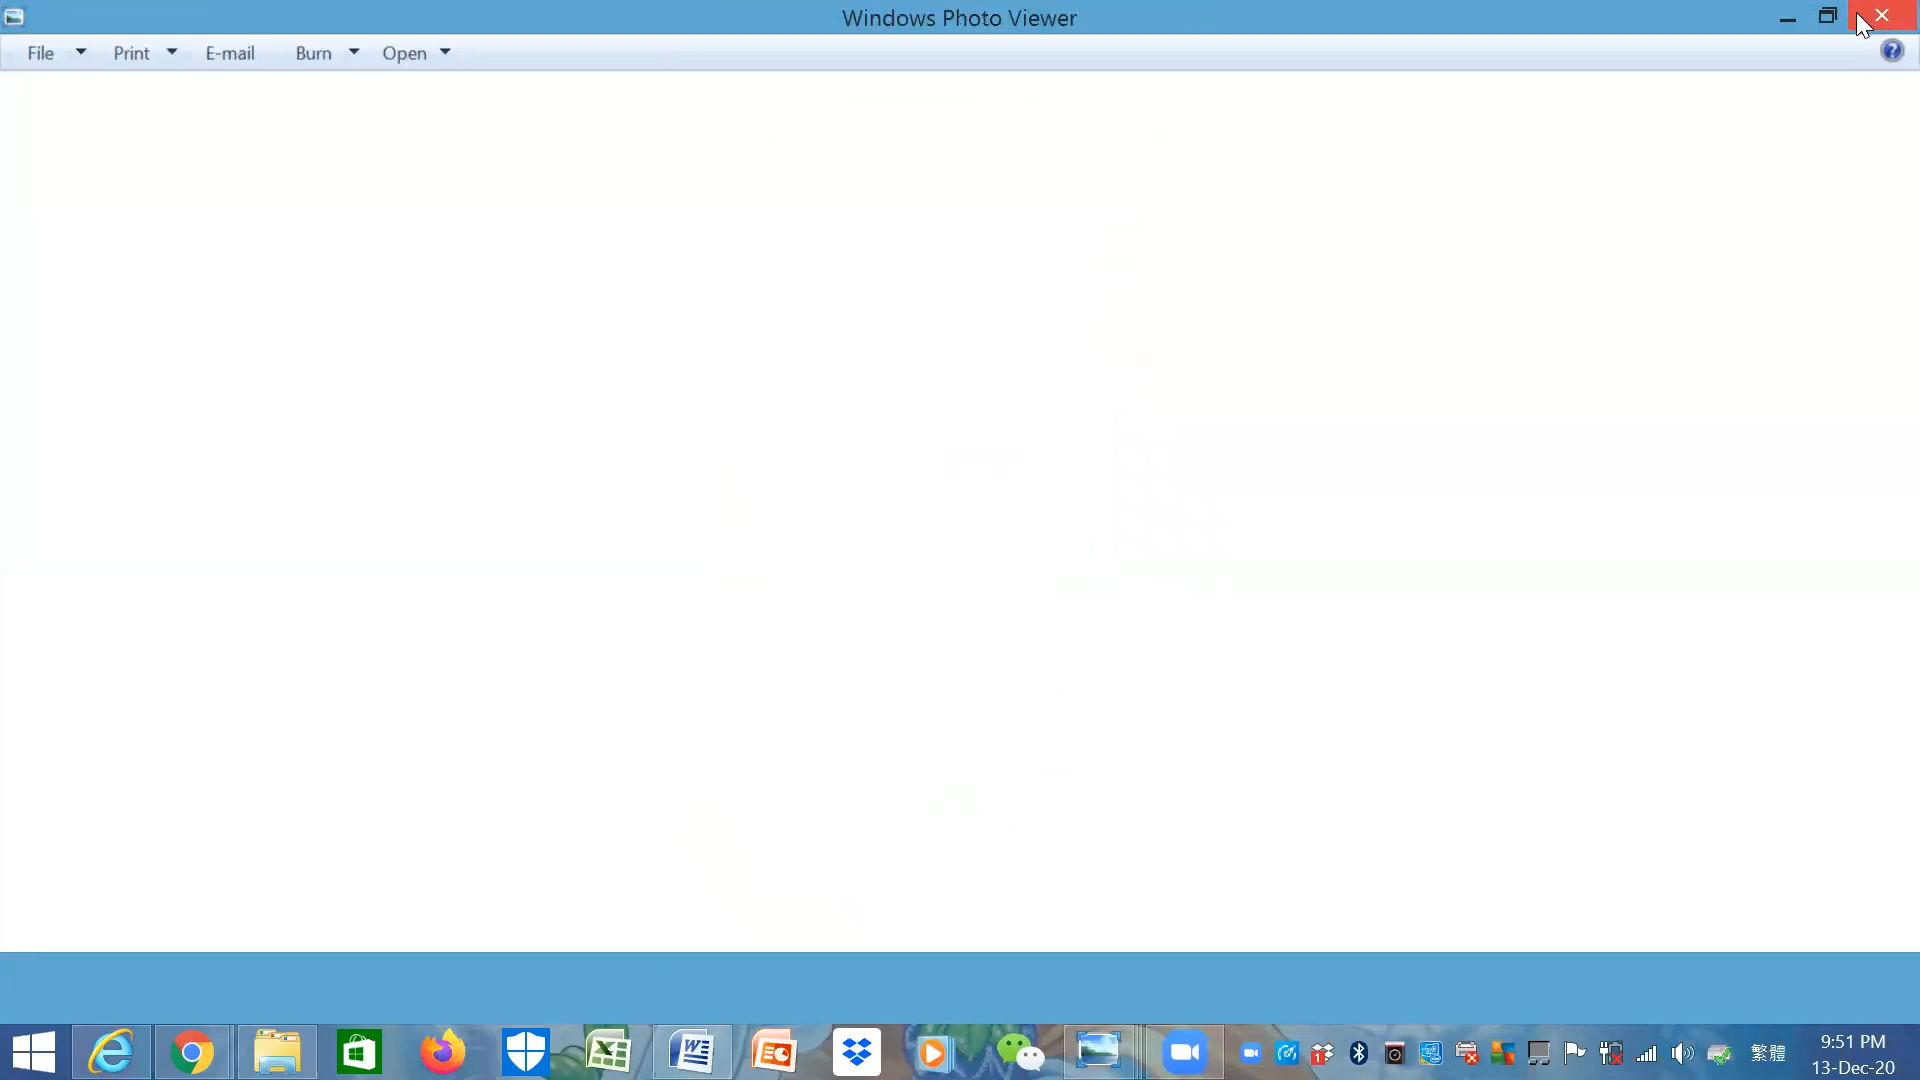 Windows Photo Viewer
File Print E-mail Burn Open
繁體
9:51 PM
13-Dec-20